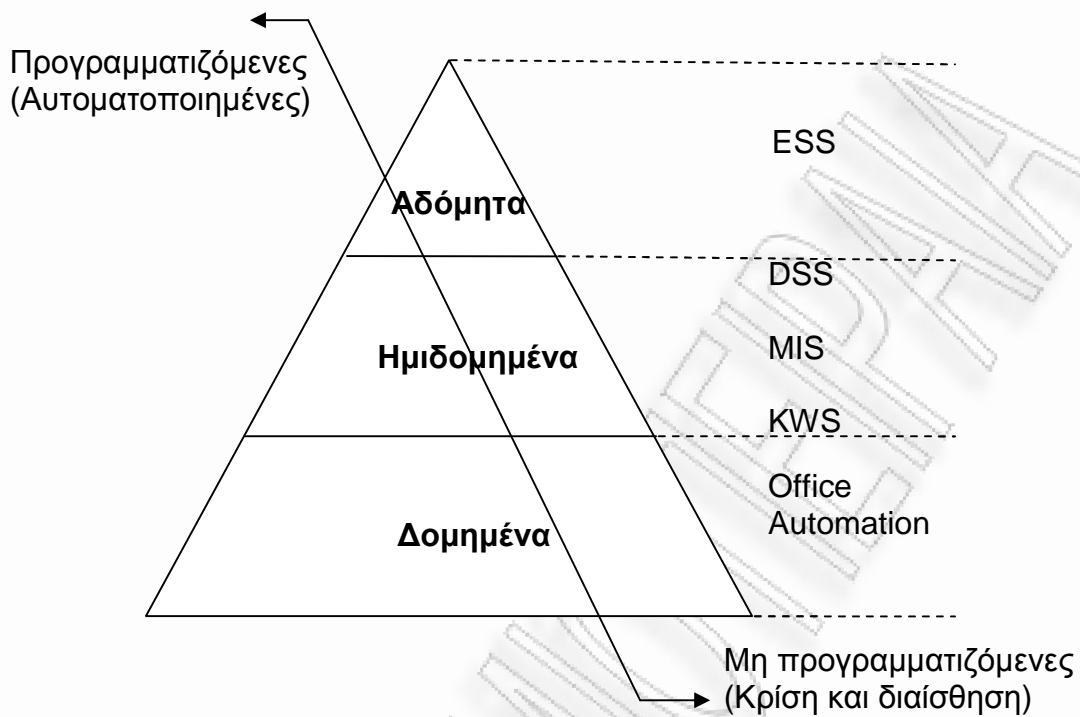 Προγραμματιζόμενες
(Αυτοματοποιημένες)
ESS
Αδόμητα
DSS
Ημιδομημένα
MIS
KWS
Office
Automation
Δομημένα
Μη προγραμματιζόμενες
(Κρίση και διαίσθηση)